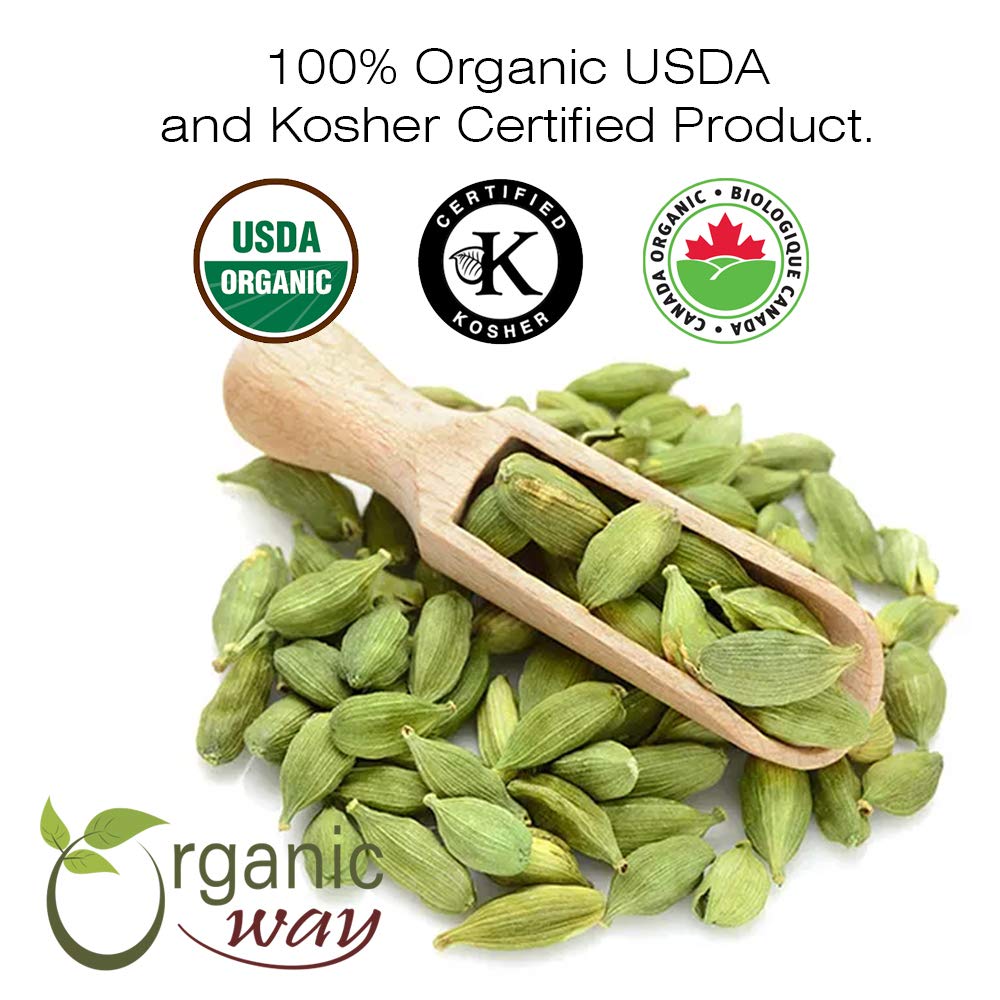 100% Organic USDA
and Kosher Certified Product.
USDA
ORGANIC
CERTIFIED
K
KOSHER
CANADA ORGANIC • BIOLOGIQUE CANADA •
Organic
way